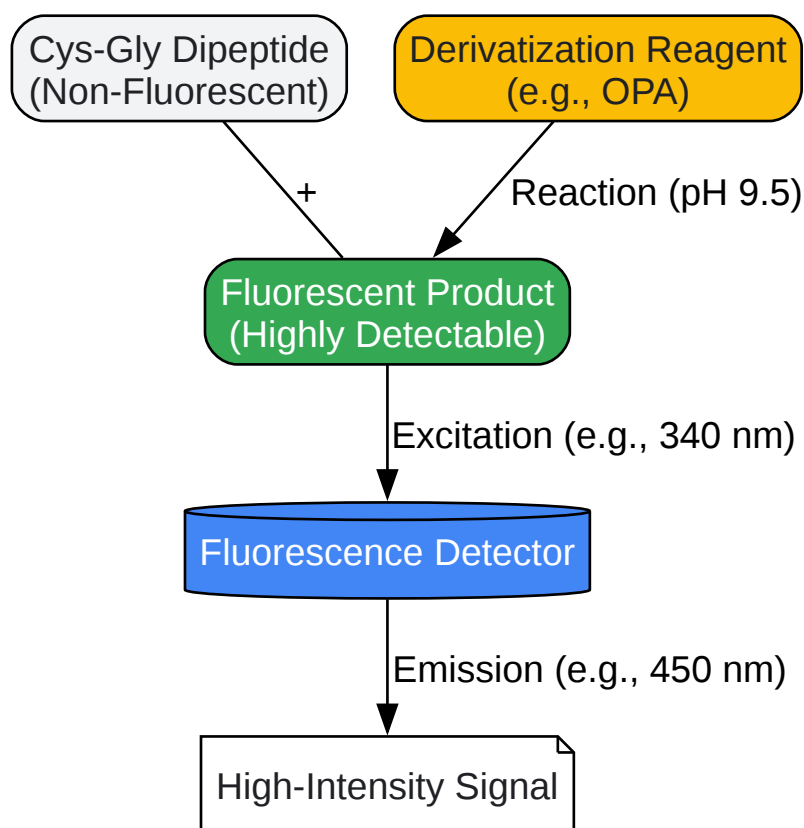 Cys-Gly Dipeptide
(Non-Fluorescent)
Derivatization Reagent
(e.g., OPA)
+
Reaction (pH 9.5)
Fluorescent Product
(Highly Detectable)
Excitation (e.g., 340 nm)
Fluorescence Detector
Emission (e.g., 450 nm)
High-Intensity Signal